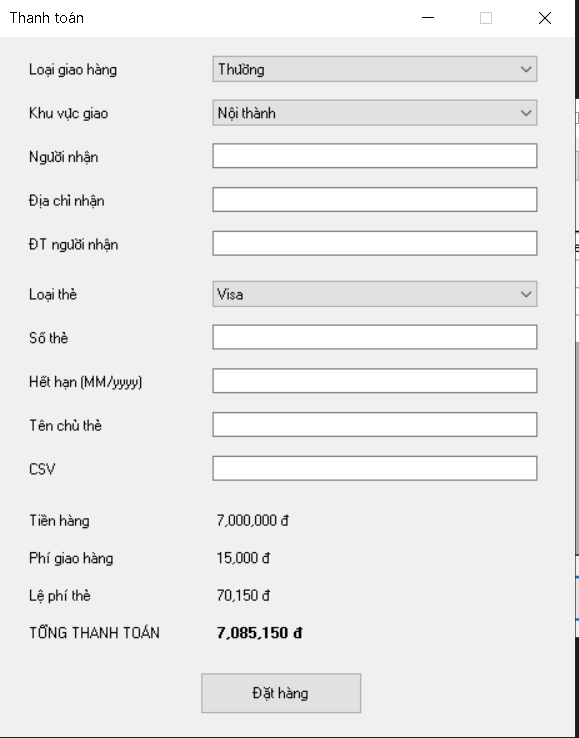 Thanh toán
Loại giao hàng Thường
Khu vực giao Nội thành
Người nhận
Địa chỉ nhận
ĐT người nhận
Loại thẻ Visa
Số thẻ
Hết hạn (MM/yyyy)
Tên chủ thẻ
CSV
Tiền hàng 7,000,000 đ
Phí giao hàng 15,000 đ
Lệ phí thẻ 70,150 đ
TỔNG THANH TOÁN 7,085,150 đ
Đặt hàng